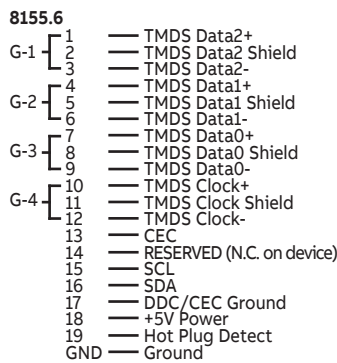 8155.6
1 TMDS Data2+
G-1 2 TMDS Data2 Shield
3 TMDS Data2-
4 TMDS Data1+
G-2 5 TMDS Data1 Shield
6 TMDS Data1-
7 TMDS Data0+
G-3 8 TMDS Data0 Shield
9 TMDS Data0-
10 TMDS Clock+
G-4 11 TMDS Clock Shield
12 TMDS Clock-
13 CEC
14 RESERVED (N.C. on device)
15 SCL
16 SDA
17 DDC/CEC Ground
18 +5V Power
19 Hot Plug Detect
GND Ground